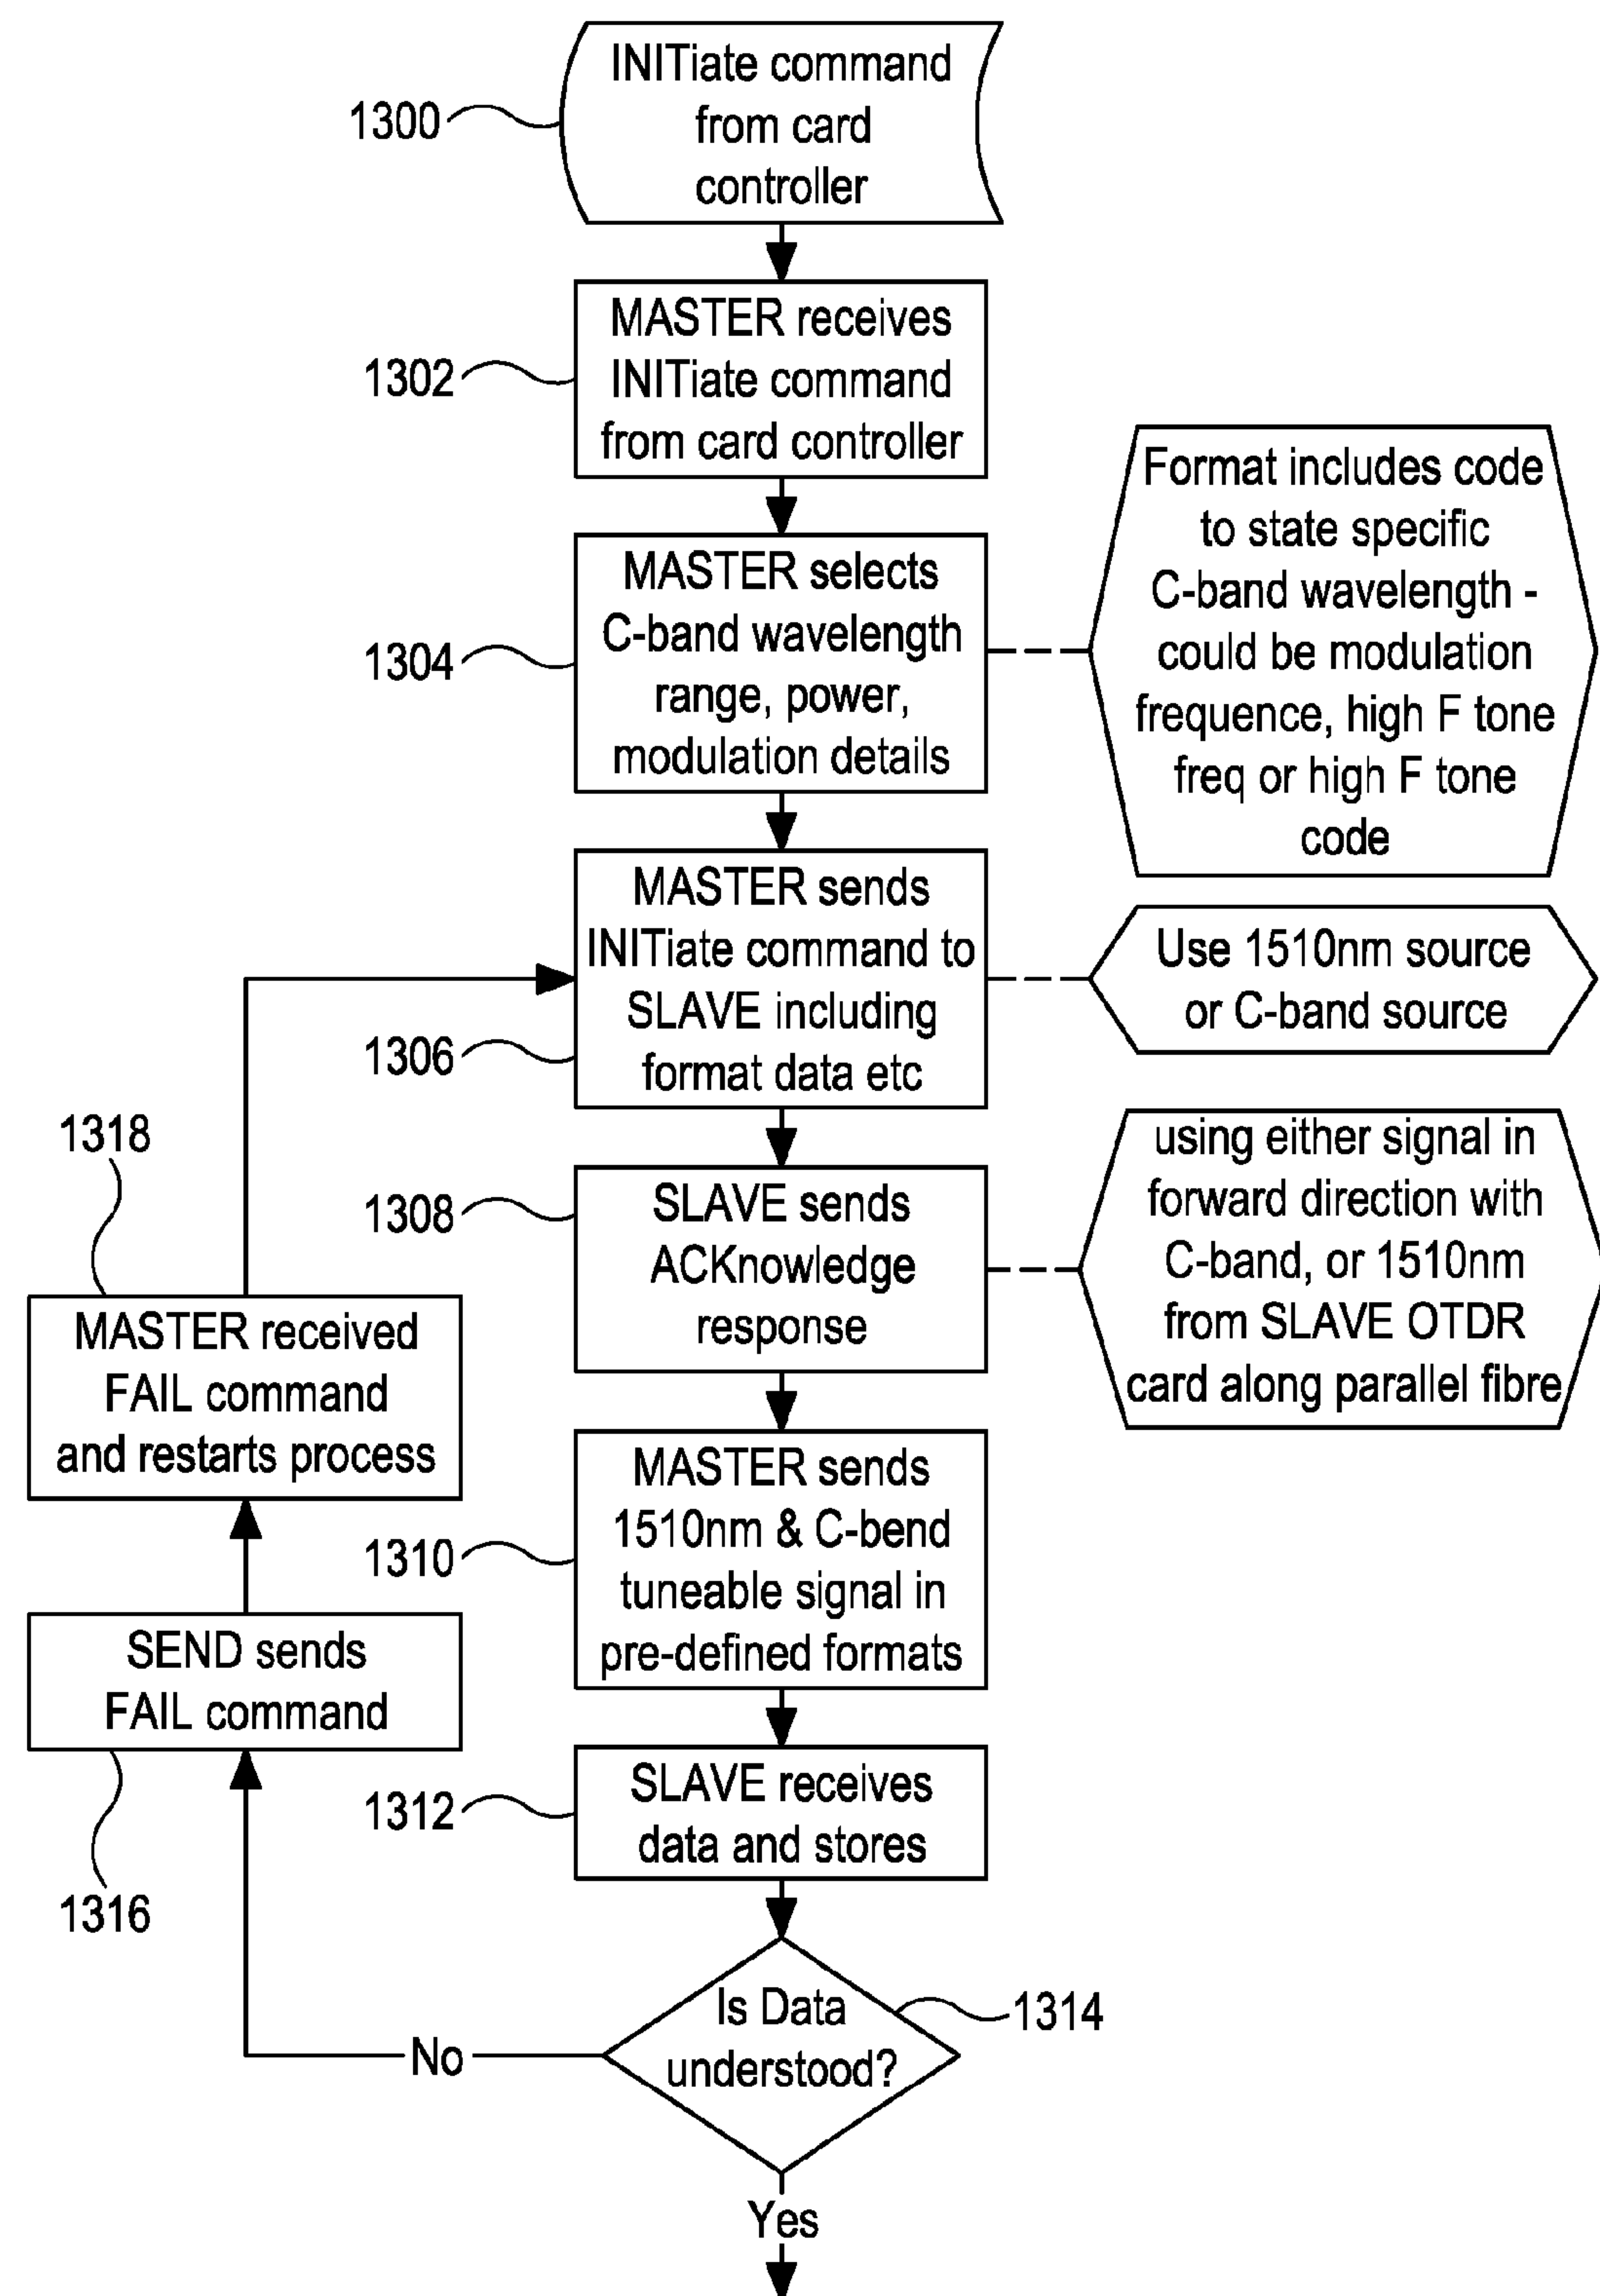 INITiate command
from card
controller
1300
MASTER receives
INITiate command
from card controller
1302
MASTER selects
C-band wavelength
range, power,
modulation details
1304
Format includes code
to state specific
C-band wavelength -
could be modulation
frequence, high F tone
freq or high F tone
code
MASTER sends
INITiate command to
SLAVE including
format data etc
1306
Use 1510nm source
or C-band source
SLAVE sends
ACKnowledge
response
1308
using either signal in
forward direction with
C-band, or 1510nm
from SLAVE OTDR
card along parallel fibre
1318
MASTER received
FAIL command
and restarts process
MASTER sends
1510nm & C-bend
tuneable signal in
pre-defined formats
1310
SEND sends
FAIL command
1316
SLAVE receives
data and stores
1312
Is Data
understood?
1314
No
Yes